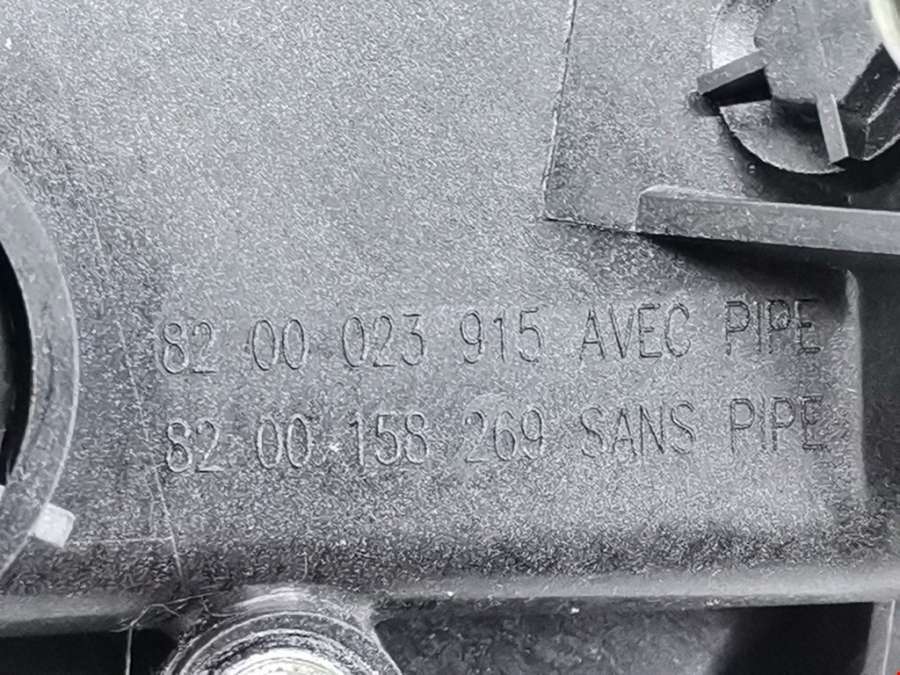 82 00 023 915 AVEC PIPE
82 00 158 269 SANS PIPE